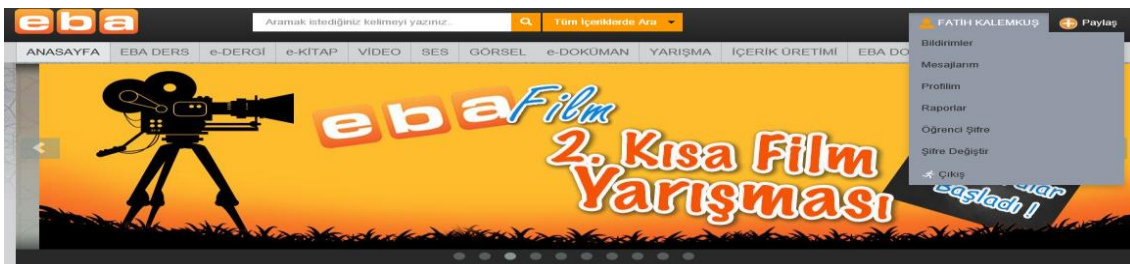 eba
Aramak istediğiniz kelimeyi yazınız..
Tüm İçeriklerde Ara
FATİH KALEMKUŞ
Paylaş
ANASAYFA EBA DERS e-DERGİ e-KİTAP VİDEO SES GÖRSEL e-DOKÜMAN YARIŞMA İÇERİK ÜRETİMİ EBA DO
Bildirimler
Mesajlarım
Profilim
Raporlar
Öğrenci Şifre
Şifre Değiştir
Çıkış
eba Film
2. Kısa Film
Yarışması
Başladı !